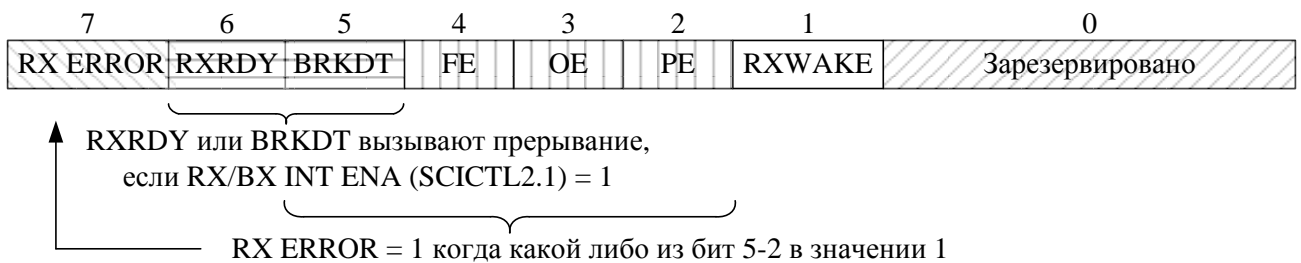 7 6 5 4 3 2 1 0
RX ERROR RXRDY BRKDT FE OE PE RXWAKE Зарезервировано
RXRDY или BRKDT вызывают прерывание,
если RX/BX INT ENA (SCICTL2.1) = 1
RX ERROR = 1 когда какой либо из бит 5-2 в значении 1